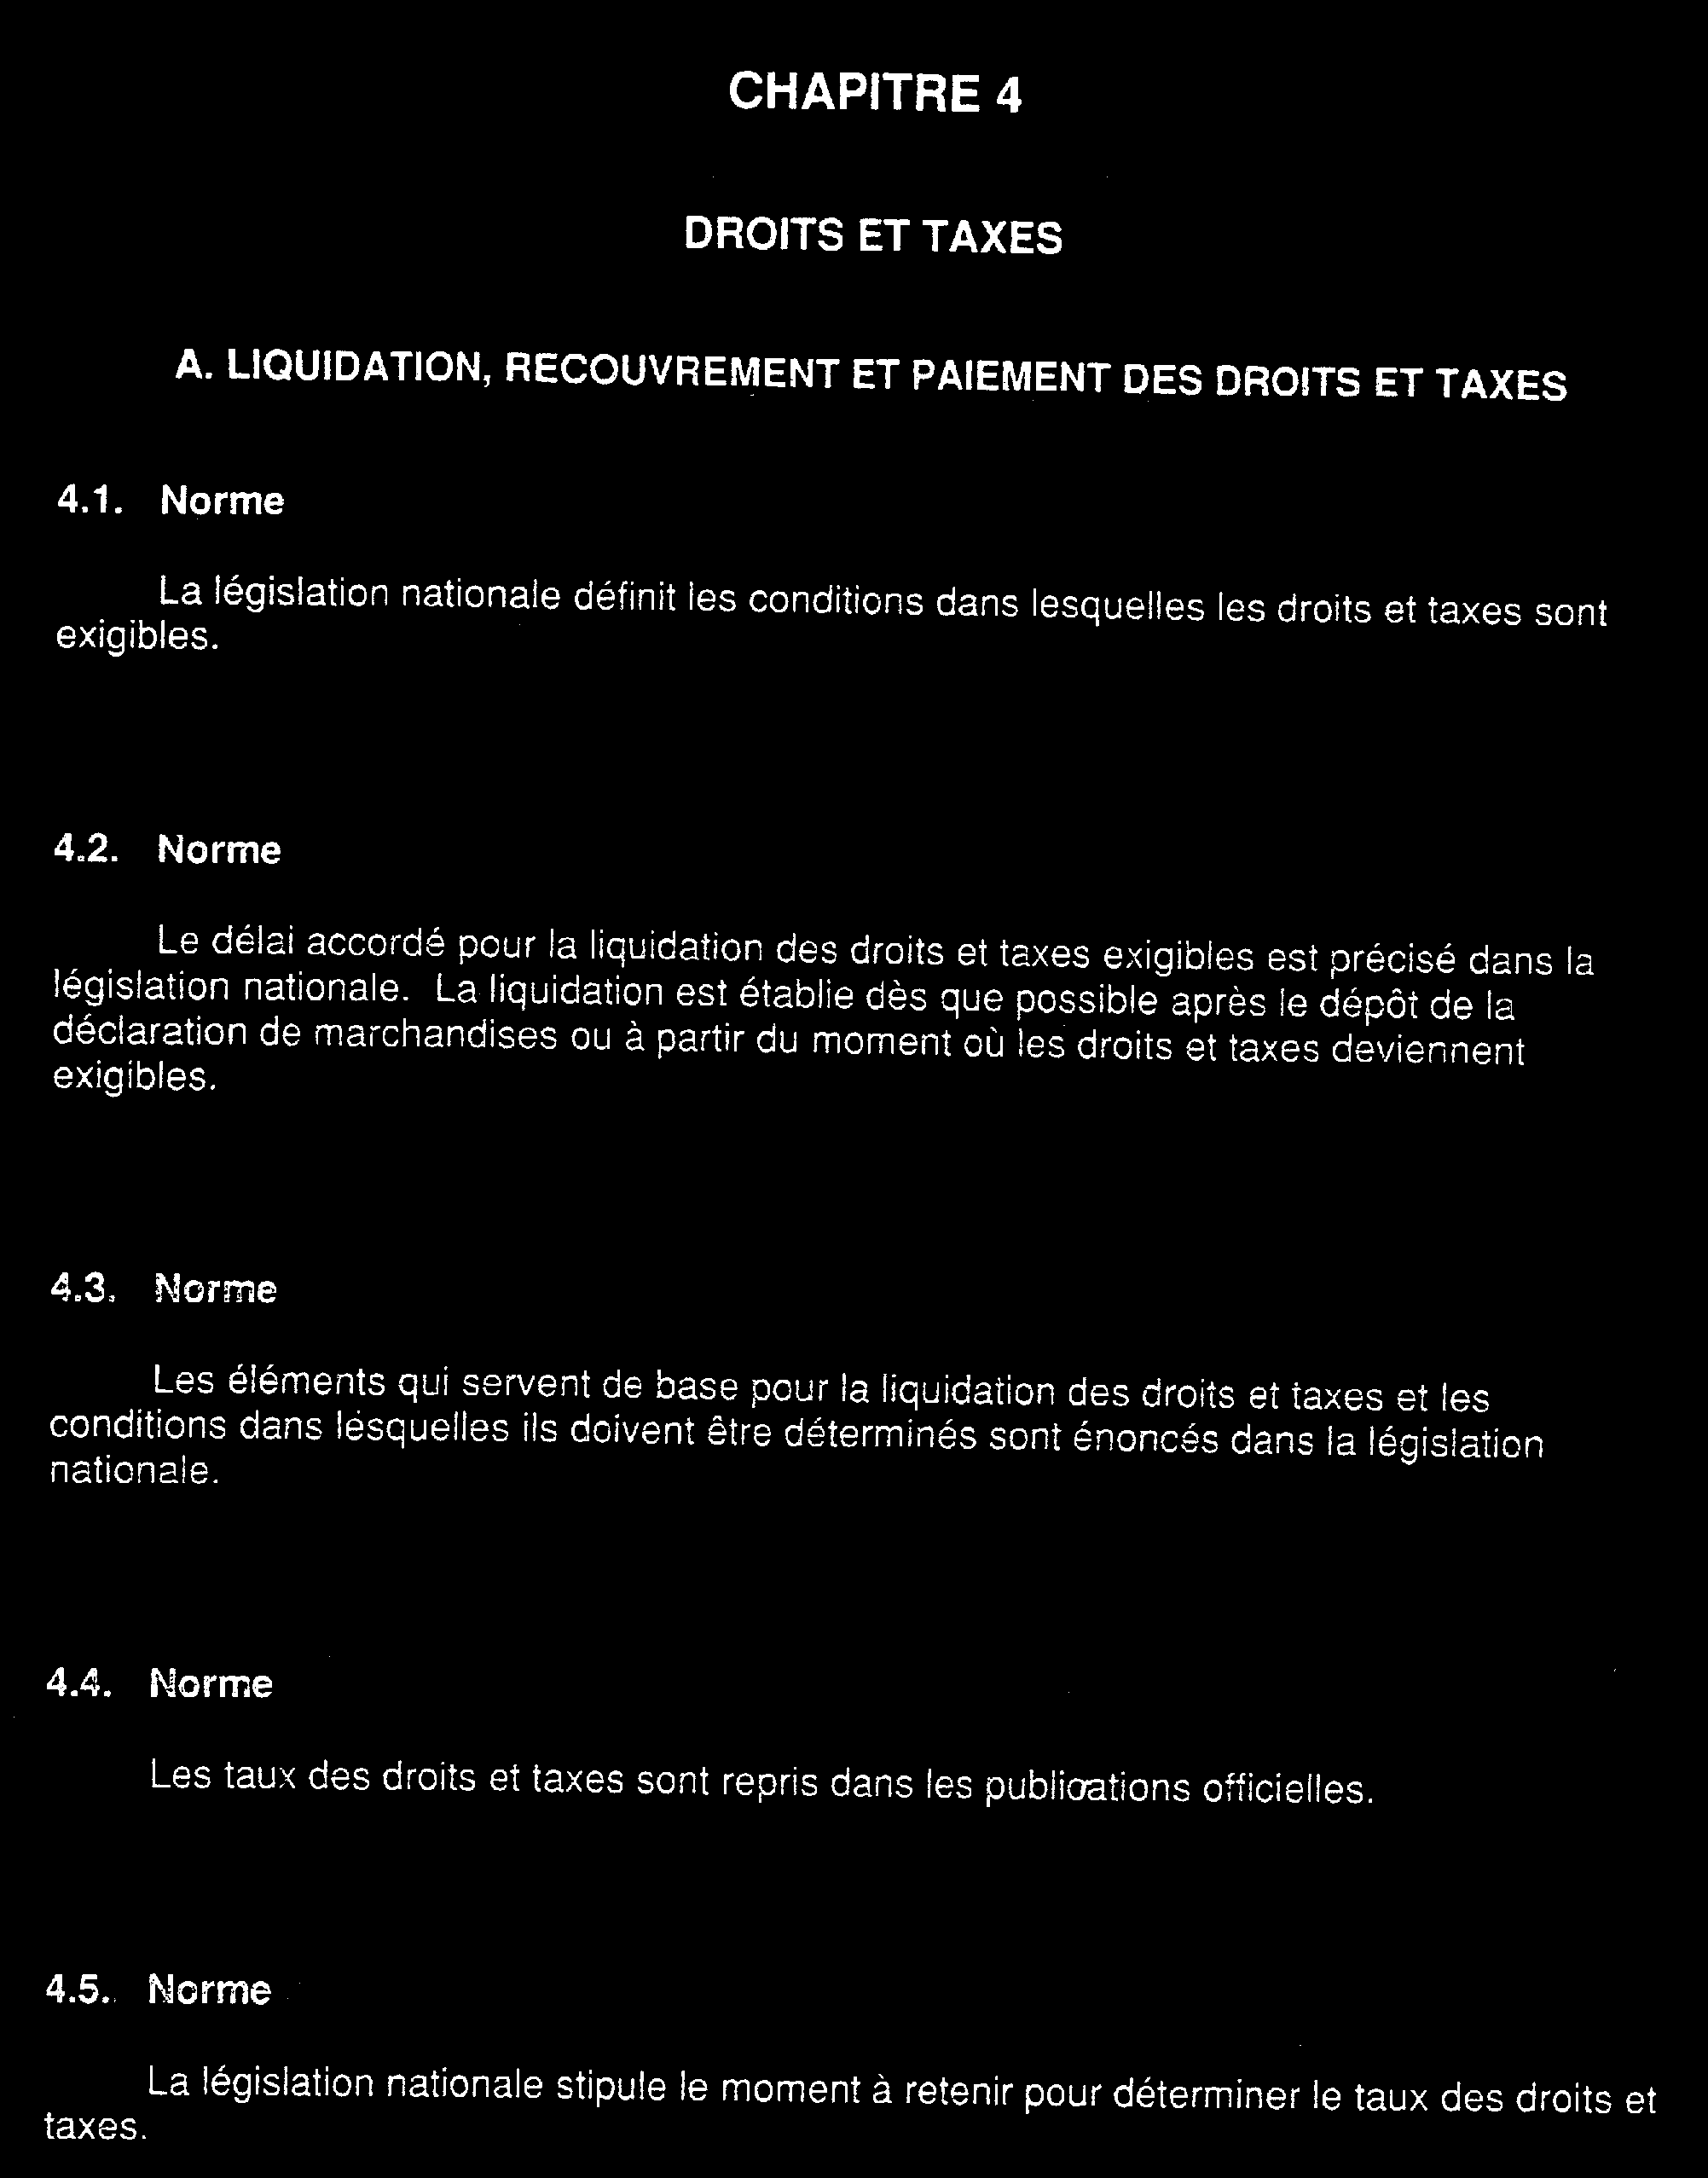 CHAPITRE 4
DROITS ET TAXES
A. LIQUIDATION, RECOUVREMENT ET PAIEMENT DES DROITS ET TAXES
4.1. Norme
La législation nationale définit les conditions dans lesquelles les droits et taxes sont
exigibles.
4.2. Norme
Le délai accordé pour la liquidation des droits et taxes exigibles est précisé dans la
législation nationale. La liquidation est établie dès que possible après le dépôt de la
déclaration de marchandises ou à partir du moment où les droits et taxes deviennent
exigibles.
4.3. Norme
Les éléments qui servent de base pour la liquidation des droits et taxes et les
conditions dans lesquelles ils doivent être déterminés sont énoncés dans la législation
nationale.
4.4. Norme
Les taux des droits et taxes sont repris dans les publications officielles.
4.5. Norme
La législation nationale stipule le moment à retenir pour déterminer le taux des droits et
taxes.